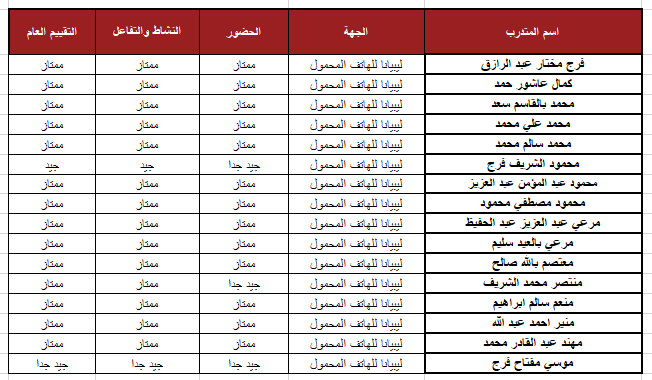 اسم المتدرب الجهة الحضور النشاط والتفاعل التقييم العام
فرج مختار عبد الرازق ليبيانا للهاتف المحمول ممتاز ممتاز ممتاز
كمال عاشور حمد ليبيانا للهاتف المحمول ممتاز ممتاز ممتاز
محمد بالقاسم سعد ليبيانا للهاتف المحمول ممتاز ممتاز ممتاز
محمد علي محمد ليبيانا للهاتف المحمول ممتاز ممتاز ممتاز
محمد سالم محمد ليبيانا للهاتف المحمول ممتاز ممتاز ممتاز
محمود الشريف فرج ليبيانا للهاتف المحمول جيد جدا جيد جيد
محمود عبد المؤمن عبد العزيز ليبيانا للهاتف المحمول ممتاز ممتاز ممتاز
محمود مصطفي محمود ليبيانا للهاتف المحمول ممتاز ممتاز ممتاز
مرعي عبد العزيز عبد الحفيظ ليبيانا للهاتف المحمول ممتاز ممتاز ممتاز
مرعي بالعيد سليم ليبيانا للهاتف المحمول ممتاز ممتاز ممتاز
معتصم بالله صالح ليبيانا للهاتف المحمول ممتاز ممتاز ممتاز
منتصر محمد الشريف ليبيانا للهاتف المحمول جيد جدا ممتاز ممتاز
منعم سالم ابراهيم ليبيانا للهاتف المحمول ممتاز ممتاز ممتاز
منير احمد عبد الله ليبيانا للهاتف المحمول ممتاز ممتاز ممتاز
مهند عبد القادر محمد ليبيانا للهاتف المحمول ممتاز ممتاز ممتاز
موسي مفتاح فرج ليبيانا للهاتف المحمول جيد جدا جيد جدا جيد جدا